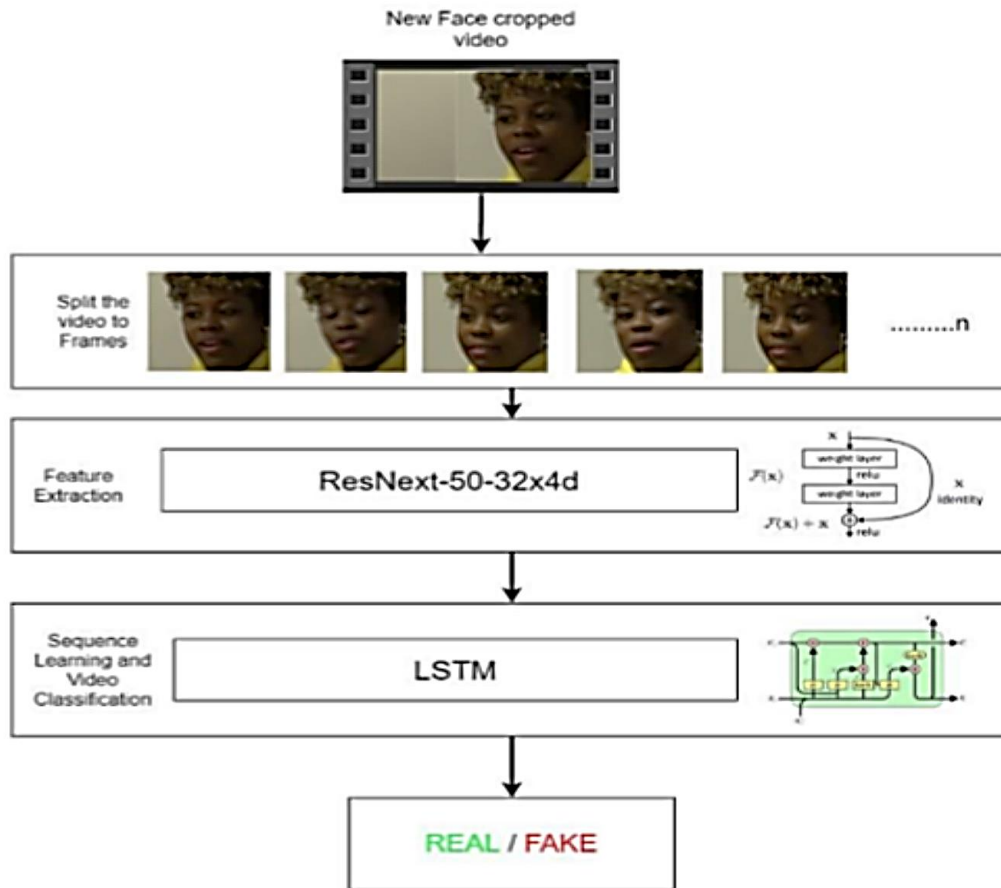 New Face cropped
video
Split the
video to
Frames
.........n
Feature
Extraction
ResNext-50-32x4d
x
weight layer
F(x)
relu
weight layer
x
identity
F(x) + x
relu
Sequence
Learning and
Video
Classification
LSTM
REAL / FAKE